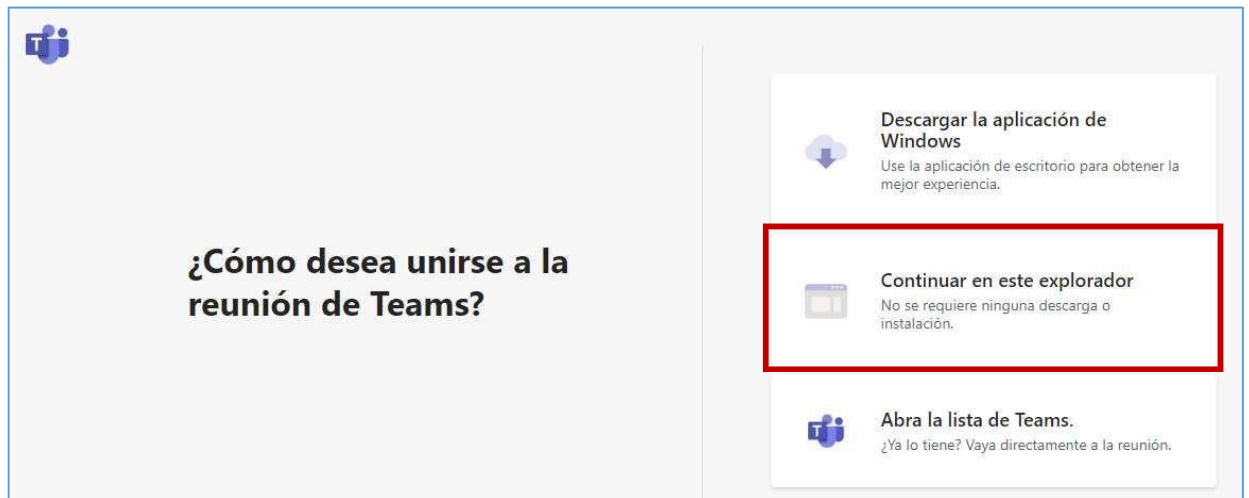 ¿Cómo desea unirse a la
reunión de Teams?
Descargar la aplicación de
Windows
Use la aplicación de escritorio para obtener la
mejor experiencia.
Continuar en este explorador
No se requiere ninguna descarga o
instalación.
Abra la lista de Teams.
¿Ya lo tiene? Vaya directamente a la reunión.